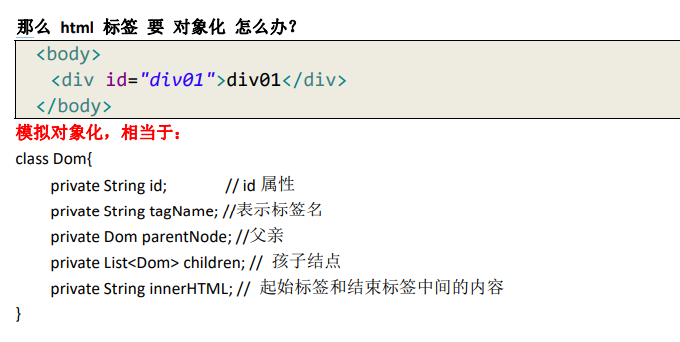 那么 html 标签 要 对象化 怎么办？
<body>
<div id="div01">div01</div>
</body>
模拟对象化，相当于：
class Dom{
private String id; // id 属性
private String tagName; //表示标签名
private Dom parentNode; //父亲
private List<Dom> children; // 孩子结点
private String innerHTML; // 起始标签和结束标签中间的内容
}